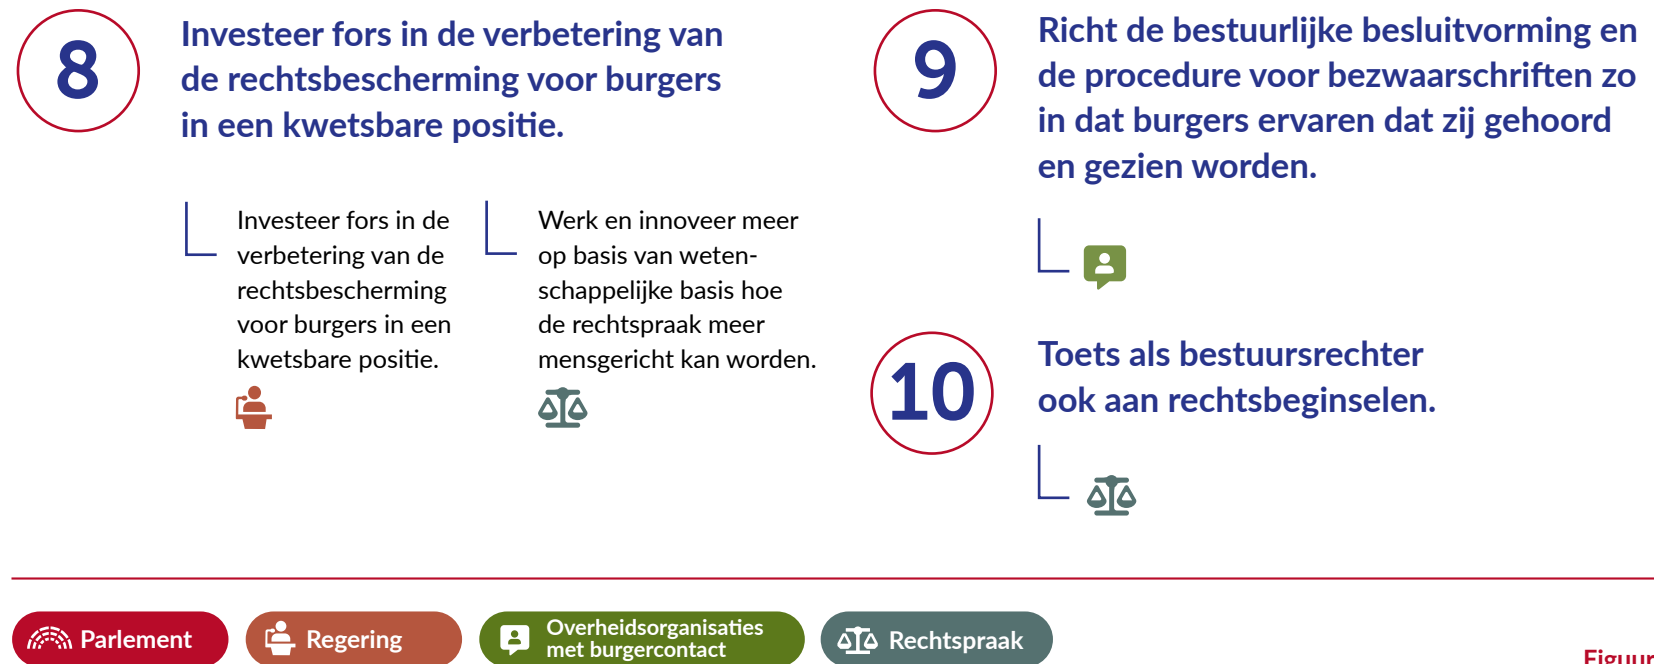 8
Investeer fors in de verbetering van
de rechtsbescherming voor burgers
in een kwetsbare positie.
Investeer fors in de
verbetering van de
rechtsbescherming
voor burgers in een
kwetsbare positie.
Werk en innoveer meer
op basis van weten-
schappelijke basis hoe
de rechtspraak meer
mensgericht kan worden.
9
Richt de bestuurlijke besluitvorming en
de procedure voor bezwaarschriften zo
in dat burgers ervaren dat zij gehoord
en gezien worden.
10
Toets als bestuursrechter
ook aan rechtsbeginselen.
Parlement
Regering
Overheidsorganisaties
met burgercontact
Rechtspraak
Figuur